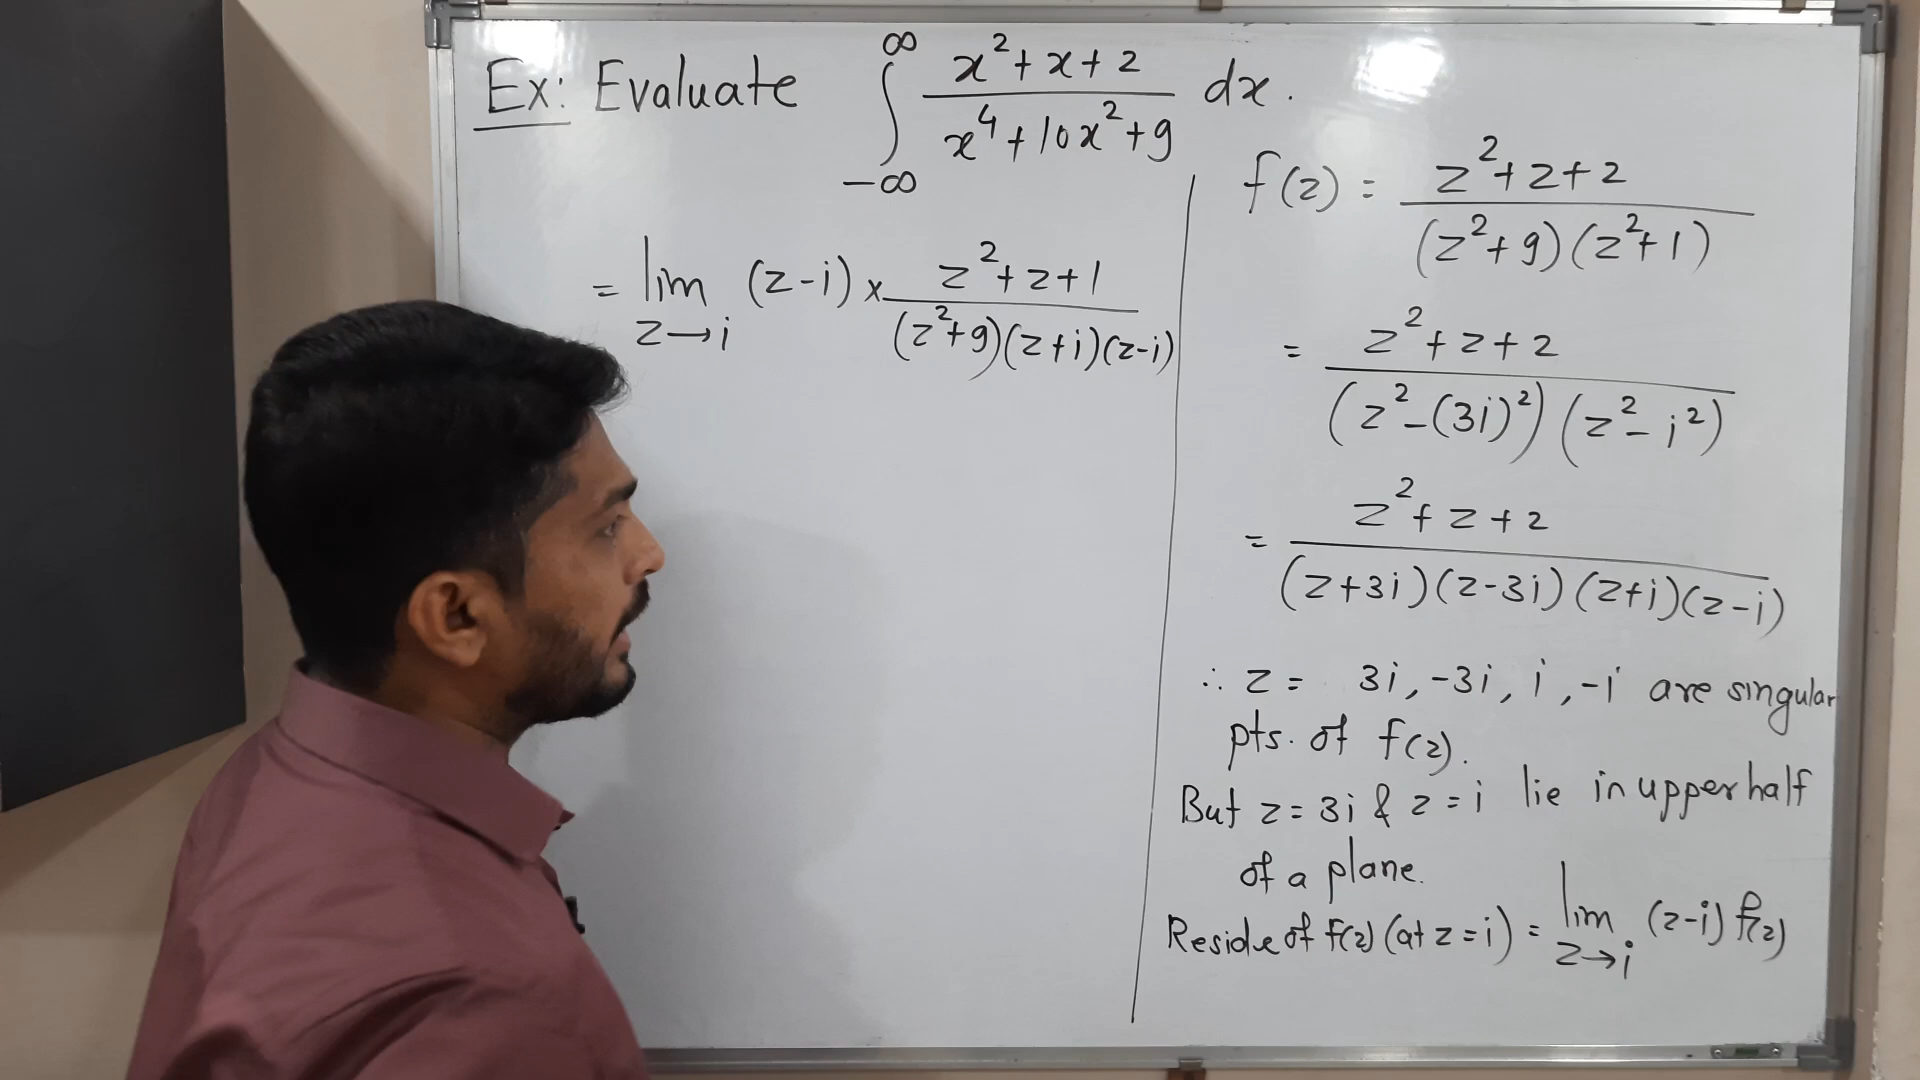 Ex: Evaluate ∫_{-∞}^{∞} (x²+x+2)/(x⁴+10x²+9) dx.
f(z) = (z²+z+2)/((z²+9)(z²+1))
= (z²+z+2)/((z²-(3i)²)(z²-i²))
= (z²+z+2)/((z+3i)(z-3i)(z+i)(z-i))
∴ z = 3i, -3i, i, -i are singular
pts. of f(z).
But z = 3i & z = i lie in upper half
of a plane.
Reside of f(z) (at z = i) = lim_{z→i} (z-i) f(z)
= lim_{z→i} (z-i) × (z²+z+1)/((z²+9)(z+i)(z-i))